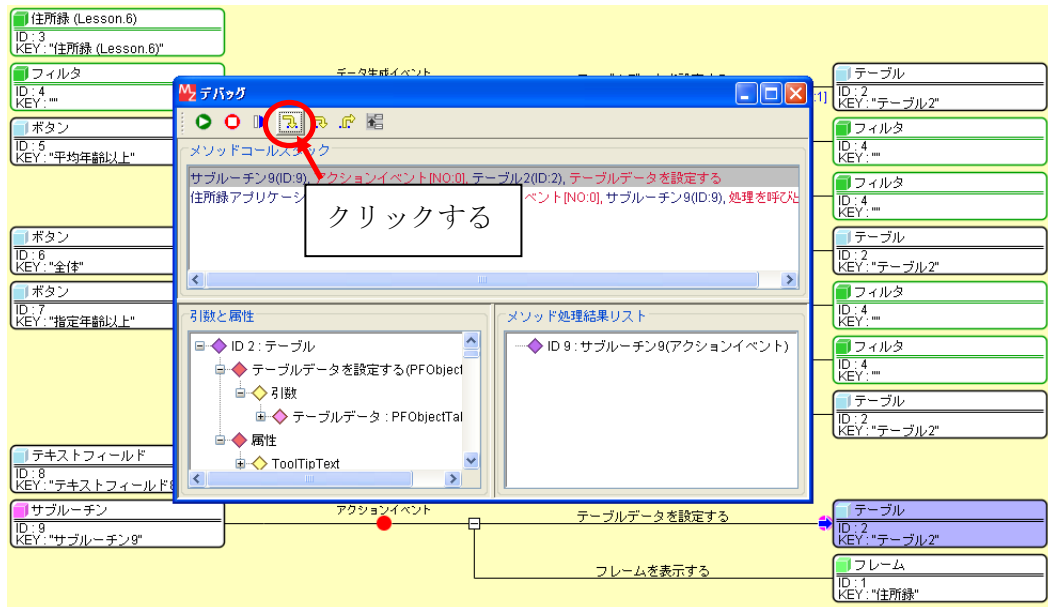 住所録 (Lesson.6)
ID : 3
KEY : "住所録 (Lesson.6)"
フィルタ
ID : 4
KEY : ""
ボタン
ID : 5
KEY : "平均年齢以上"
ボタン
ID : 6
KEY : "全体"
ボタン
ID : 7
KEY : "指定年齢以上"
テキストフィールド
ID : 8
KEY : "テキストフィールド
サブルーチン
ID : 9
KEY : "サブルーチン9"
データ生成イベント
デバッグ
メソッドコールスタック
サブルーチン9(ID:9), アクションイベント[NO:0], テーブル2(ID:2), テーブルデータを設定する
住所録アプリケーシ
ベント[NO:0], サブルーチン9(ID:9), 処理を呼び出
クリックする
引数と属性
ID 2 : テーブル
テーブルデータを設定する(PFObject
引数
テーブルデータ : PFObjectTal
属性
ToolTipText
メソッド処理結果リスト
ID 9 : サブルーチン9(アクションイベント)
アクションイベント
テーブルデータを設定する
フレームを表示する
:1]
テーブル
ID : 2
KEY : "テーブル2"
フィルタ
ID : 4
KEY : ""
フィルタ
ID : 4
KEY : ""
テーブル
ID : 2
KEY : "テーブル2"
フィルタ
ID : 4
KEY : ""
フィルタ
ID : 4
KEY : ""
テーブル
ID : 2
KEY : "テーブル2"
テーブル
ID : 2
KEY : "テーブル2"
フレーム
ID : 1
KEY : "住所録"